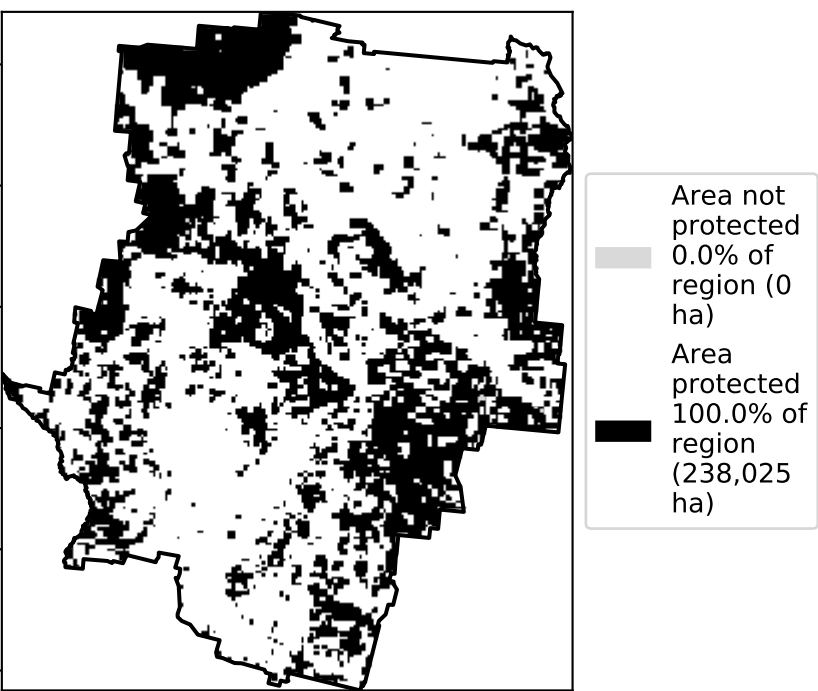 Area not
protected
0.0% of
region (0
ha)
Area
protected
100.0% of
region
(238,025
ha)